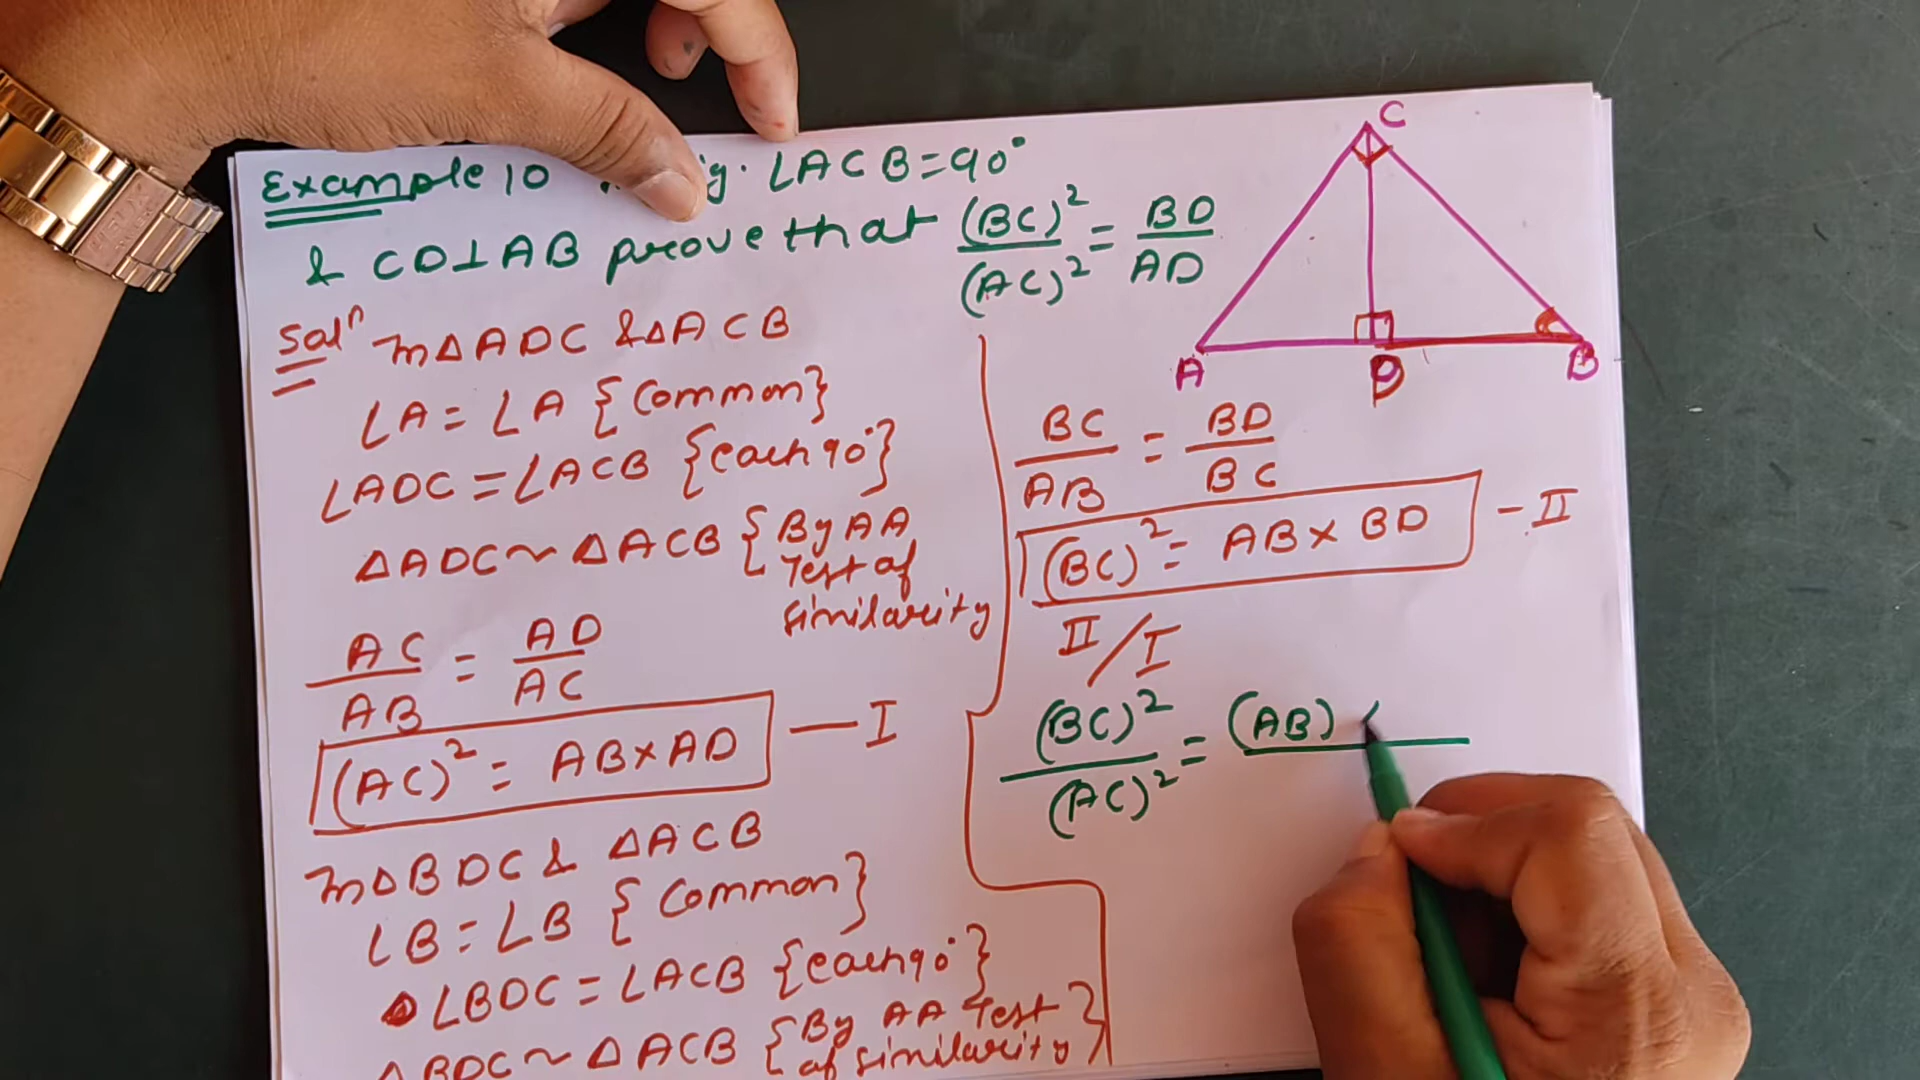 Example 10 g. ∠ACB=90°
& CD⊥AB prove that (BC)²/(AC)² = BD/AD
Solⁿ In △ADC & △ACB
∠A = ∠A {Common}
∠ADC = ∠ACB {each 90°}
△ADC ~ △ACB {By AA
Test of
similarity
AC/AB = AD/AC
(AC)² = AB×AD — I
In △BDC & △ACB
∠B = ∠B {Common}
∠BDC = ∠ACB {each 90°}
△BDC ~ △ACB {By AA Test
of similarity}
C
A
D
B
BC/AB = BD/BC
(BC)² = AB × BD - II
II/I
(BC)²/(AC)² = (AB)